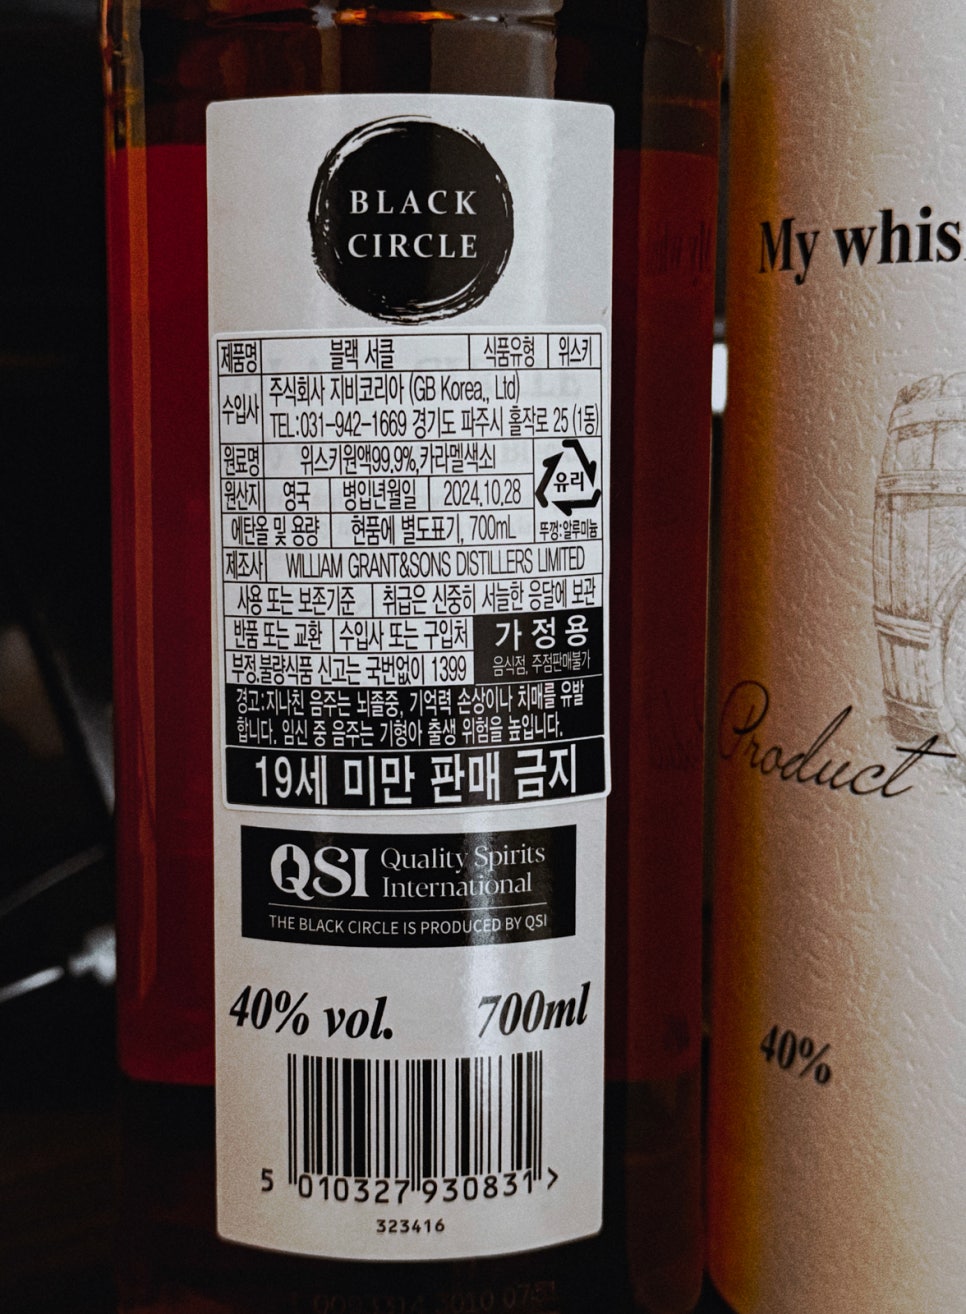 BLACK
CIRCLE
제품명 블랙 서클 식품유형 위스키
수입사 주식회사 지비코리아 (GB Korea., Ltd)
TEL:031-942-1669 경기도 파주시 홀작로 25 (1동)
원료명 위스키원액99.9%,카라멜색소
유리
원산지 영국 병입년월일 2024.10.28
에탄올 및 용량 현품에 별도표기, 700mL 뚜껑:알루미늄
제조사 WILLIAM GRANT&SONS DISTILLERS LIMITED
사용 또는 보존기준 취급은 신중히 서늘한 응달에 보관
반품 또는 교환 수입사 또는 구입처 가 정 용
부정,불량식품 신고는 국번없이 1399 음식점, 주점판매불가
경고:지나친 음주는 뇌졸중, 기억력 손상이나 치매를 유발
합니다. 임신 중 음주는 기형아 출생 위험을 높입니다.
19세 미만 판매 금지
QSI Quality Spirits
International
THE BLACK CIRCLE IS PRODUCED BY QSI
40% vol. 700ml
5 010327 930831 >
323416
My whis
Product
40%